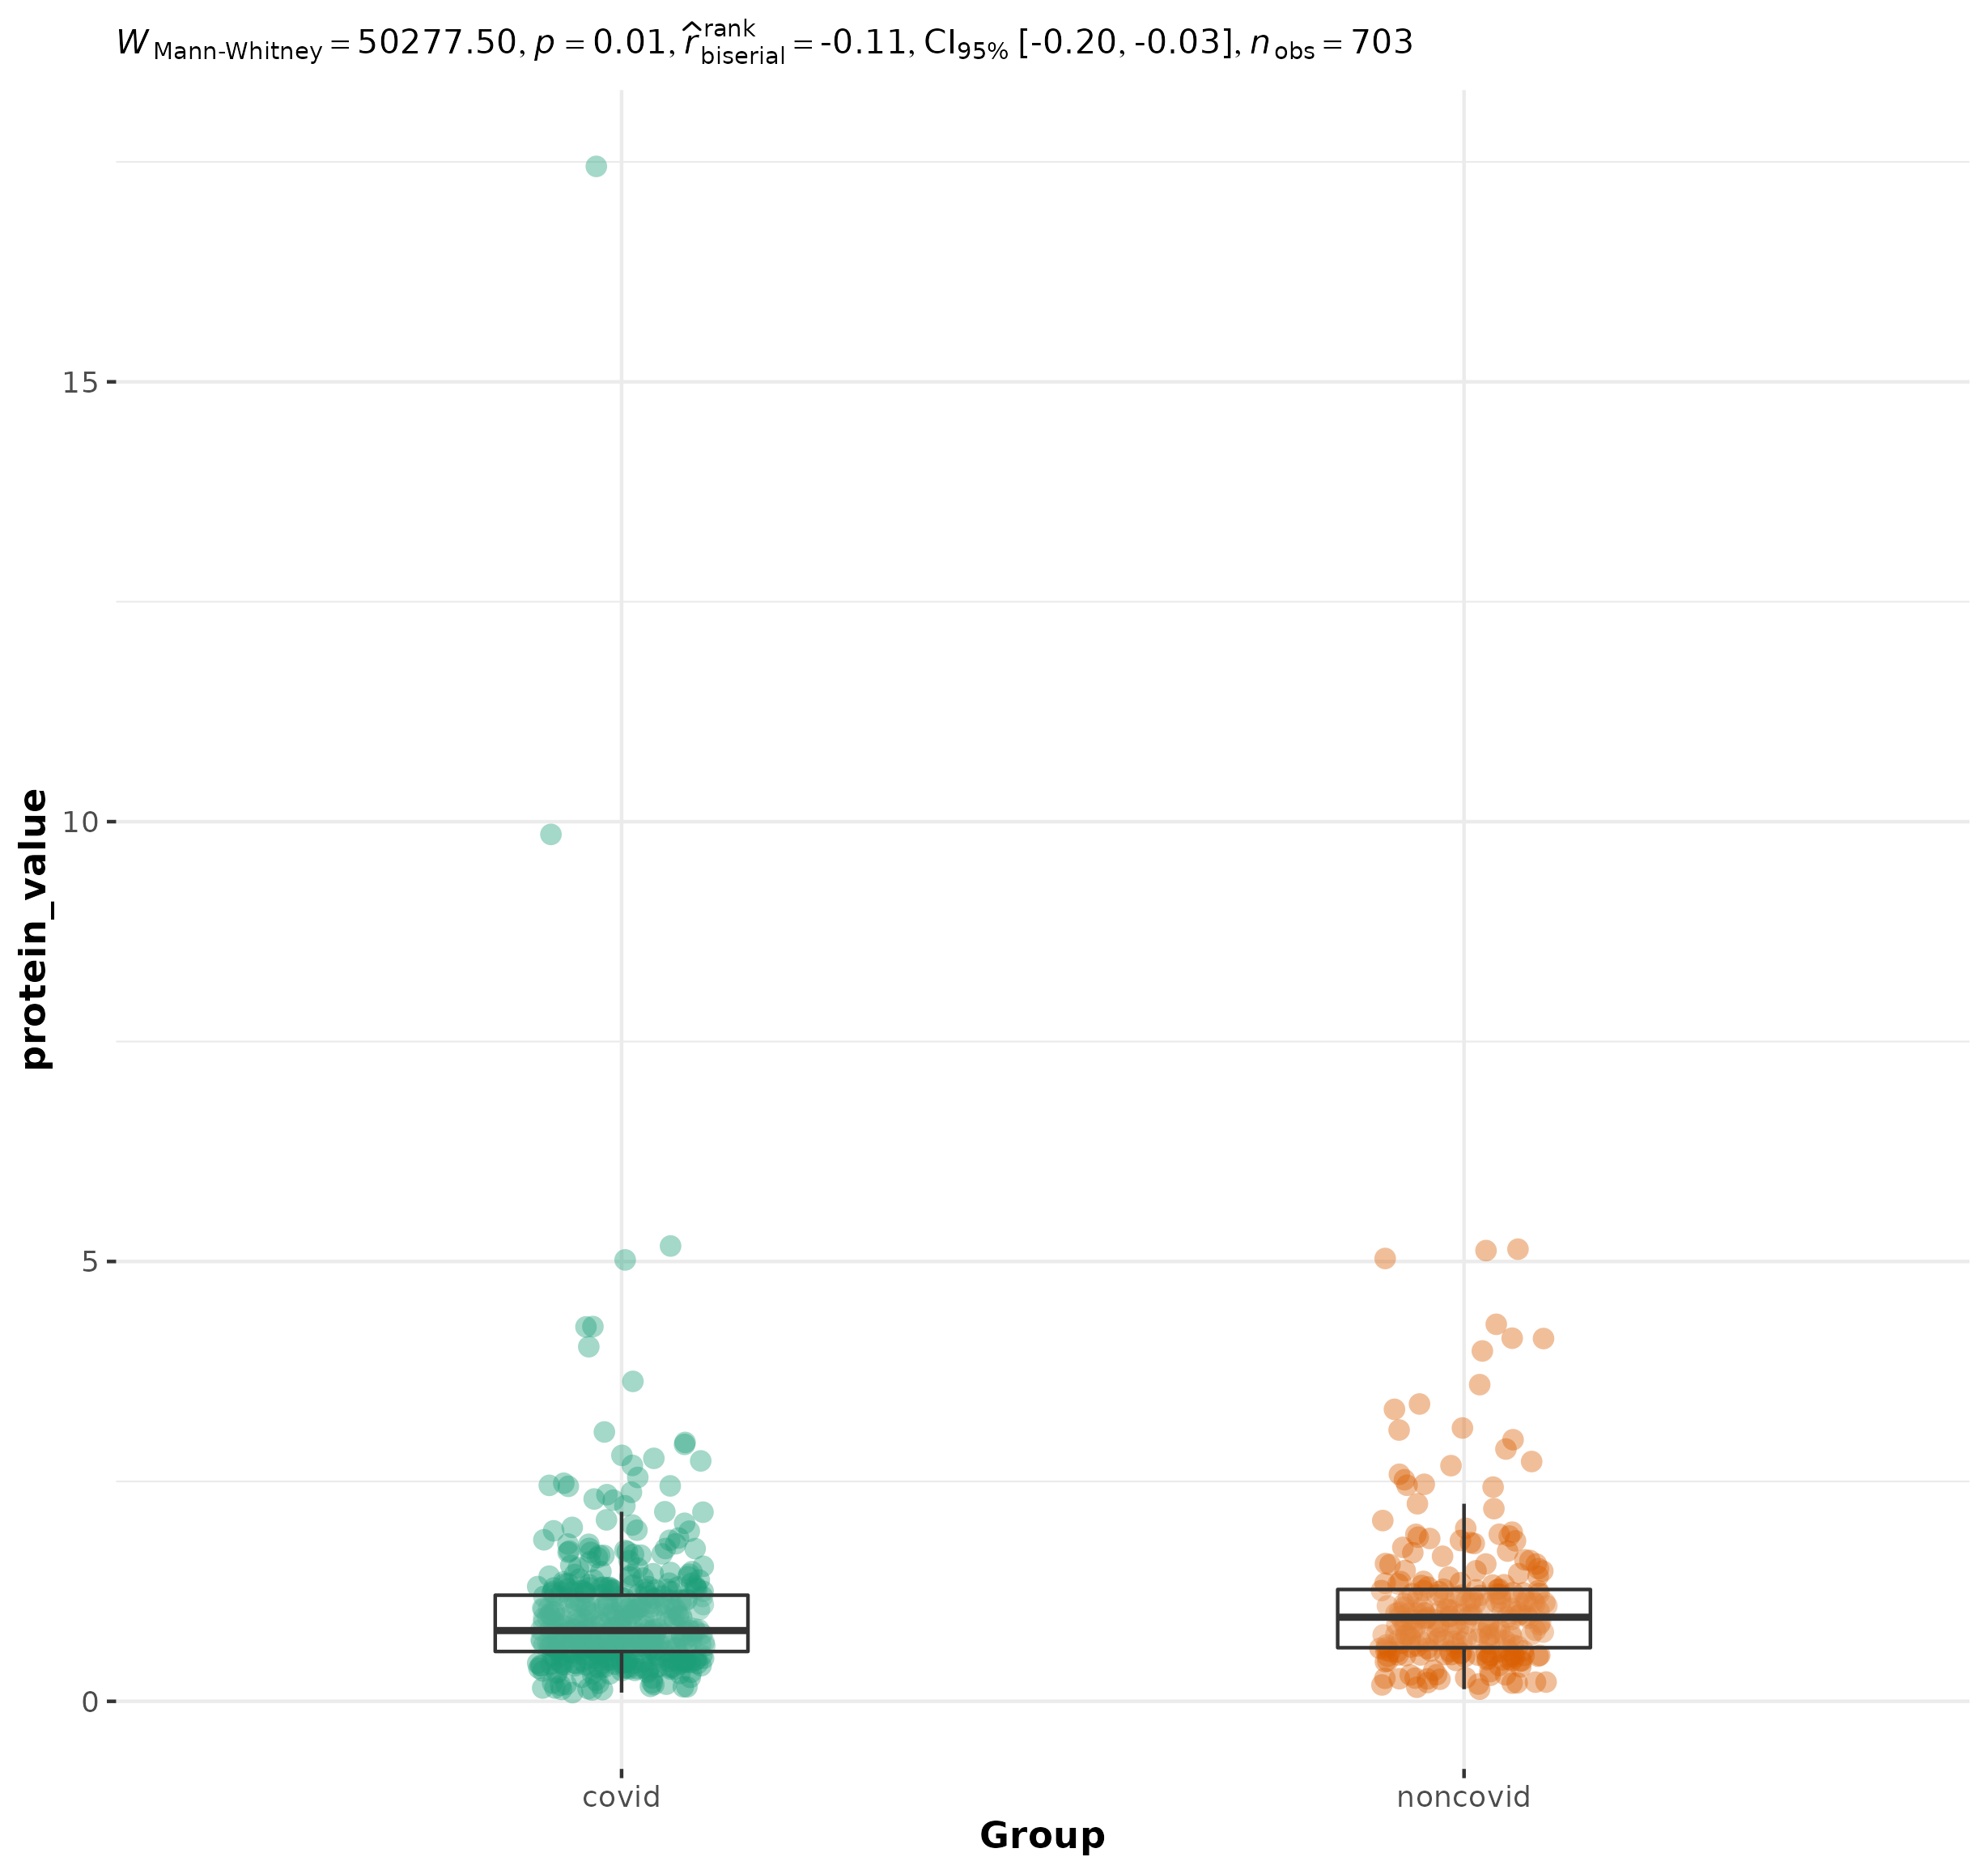 W Mann-Whitney = 50277.50, p = 0.01, r̂ rank biserial = -0.11, CI95% [-0.20, -0.03], n obs = 703
15
10
5
0
protein_value
covid noncovid
Group